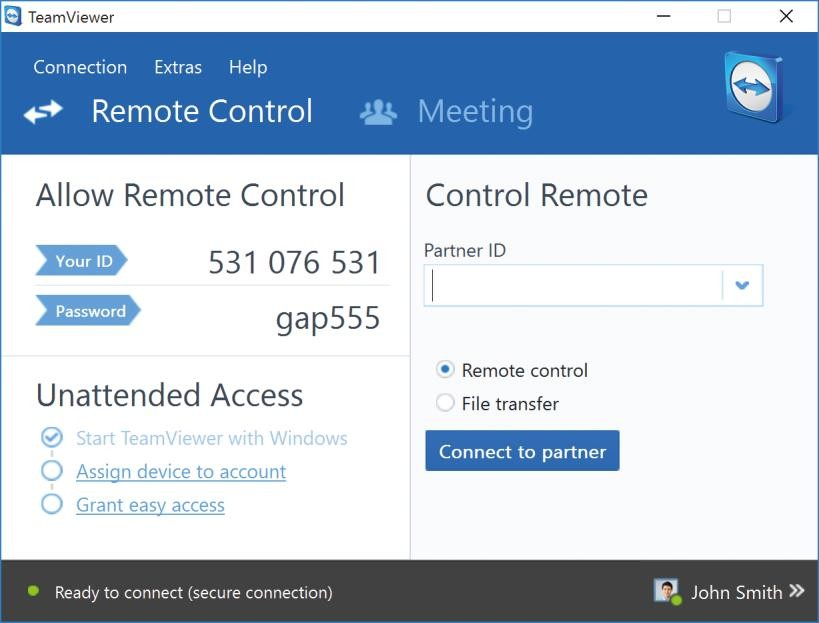 TeamViewer
Connection Extras Help
Remote Control Meeting
Allow Remote Control
Your ID 531 076 531
Password gap555
Unattended Access
Start TeamViewer with Windows
Assign device to account
Grant easy access
Control Remote
Partner ID
Remote control
File transfer
Connect to partner
Ready to connect (secure connection)
John Smith